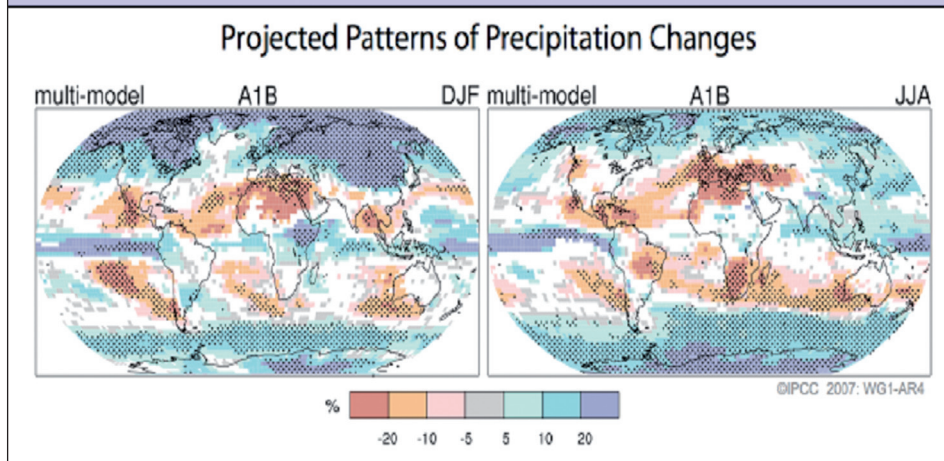 Projected Patterns of Precipitation Changes
multi-model A1B DJF multi-model A1B JJA
©IPCC 2007: WG1-AR4
%
-20 -10 -5 5 10 20